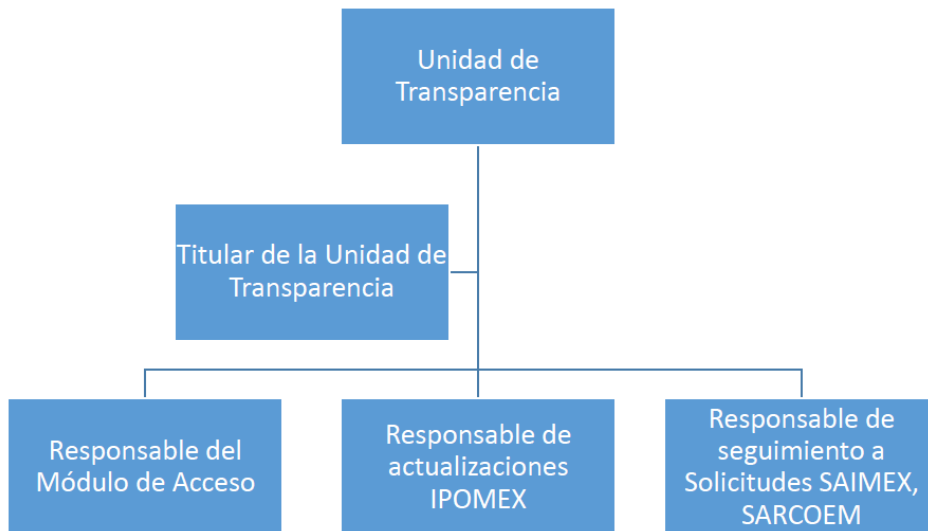 Unidad de
Transparencia
Titular de la Unidad de
Transparencia
Responsable del
Módulo de Acceso
Responsable de
actualizaciones
IPOMEX
Responsable de
seguimiento a
Solicitudes SAIMEX,
SARCOEM